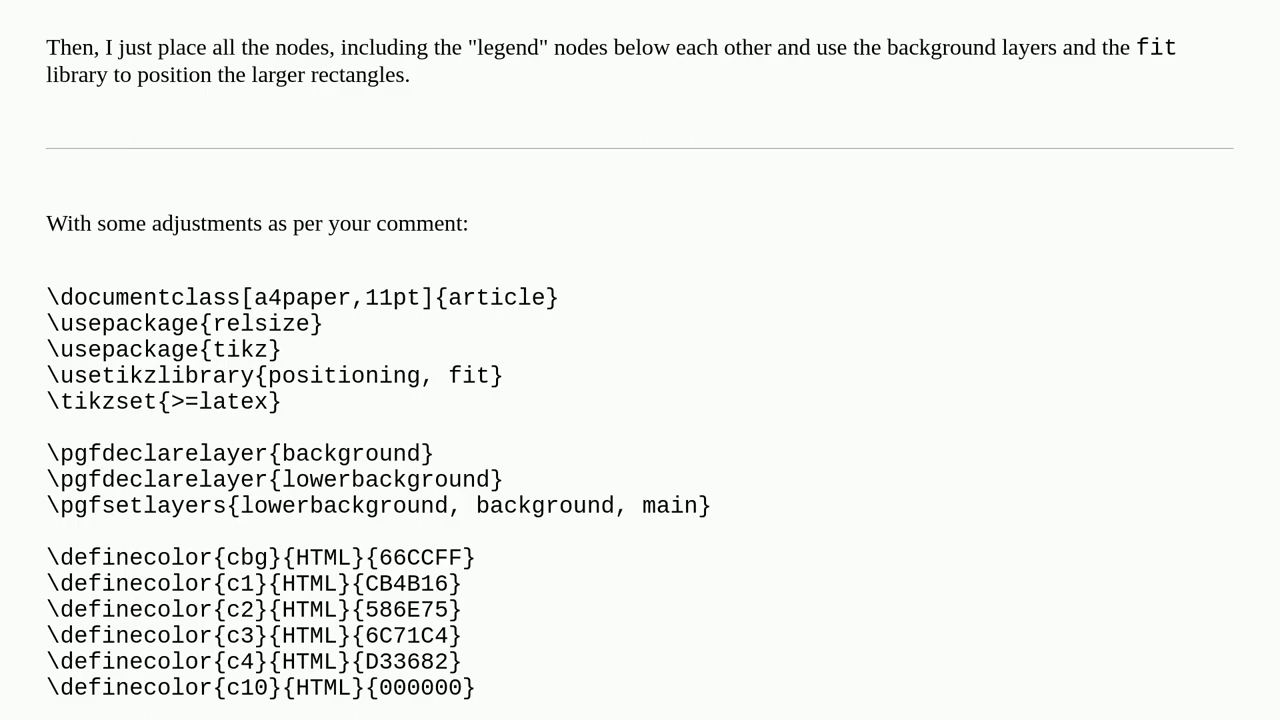 Then, I just place all the nodes, including the "legend" nodes below each other and use the background layers and the fit
library to position the larger rectangles.
With some adjustments as per your comment:
\documentclass[a4paper,11pt]{article}
\usepackage{relsize}
\usepackage{tikz}
\usetikzlibrary{positioning, fit}
\tikzset{>=latex}
\pgfdeclarelayer{background}
\pgfdeclarelayer{lowerbackground}
\pgfsetlayers{lowerbackground, background, main}
\definecolor{cbg}{HTML}{66CCFF}
\definecolor{c1}{HTML}{CB4B16}
\definecolor{c2}{HTML}{586E75}
\definecolor{c3}{HTML}{6C71C4}
\definecolor{c4}{HTML}{D33682}
\definecolor{c10}{HTML}{000000}